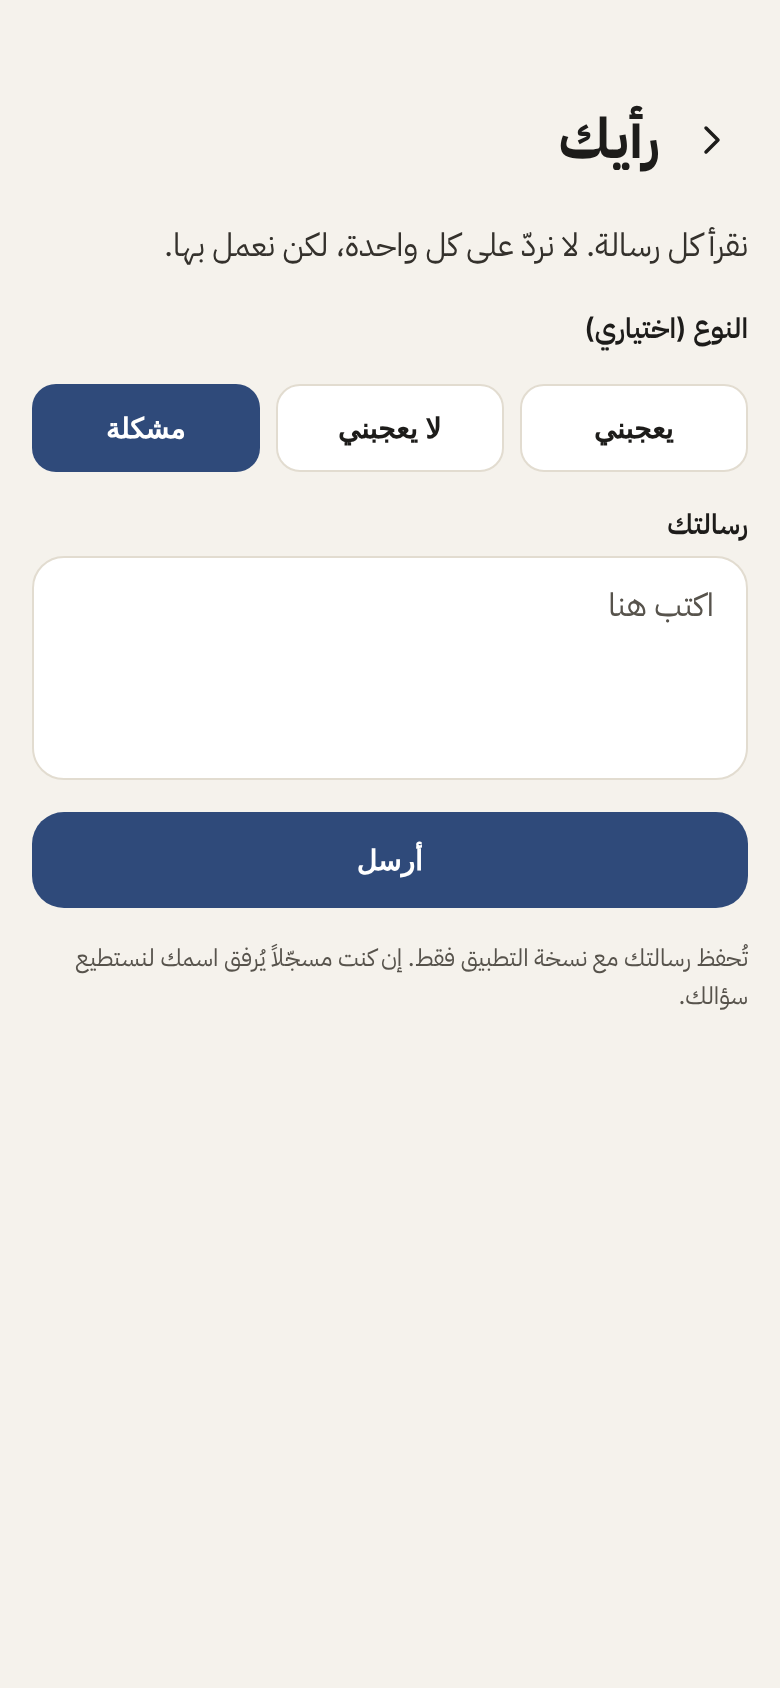 رأيك
نقرأ كل رسالة. لا نردّ على كل واحدة، لكن نعمل بها.
النوع (اختياري)
يعجبني
لا يعجبني
مشكلة
رسالتك
اكتب هنا
أرسل
تُحفظ رسالتك مع نسخة التطبيق فقط. إن كنت مسجّلاً يُرفق اسمك لنستطيع
سؤالك.